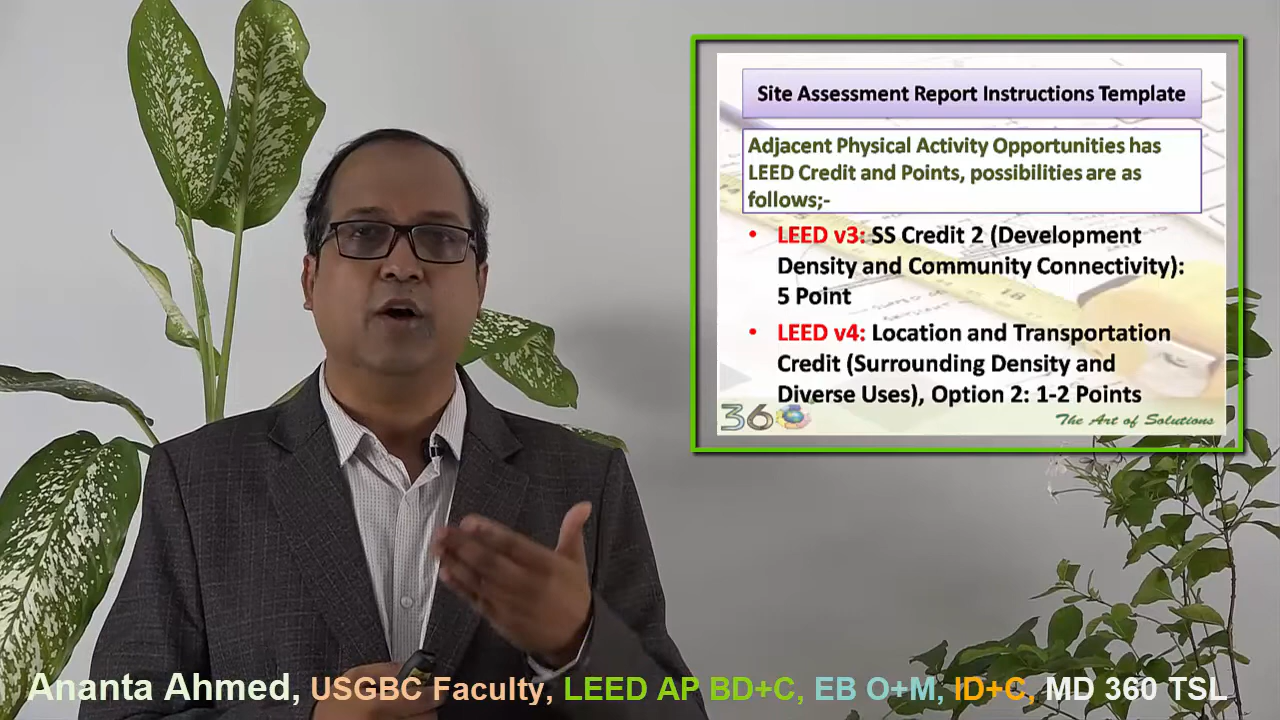 Site Assessment Report Instructions Template
Adjacent Physical Activity Opportunities has
LEED Credit and Points, possibilities are as
follows;-
• LEED v3: SS Credit 2 (Development
Density and Community Connectivity):
5 Point
• LEED v4: Location and Transportation
Credit (Surrounding Density and
Diverse Uses), Option 2: 1-2 Points
360
The Art of Solutions
Ananta Ahmed, USGBC Faculty, LEED AP BD+C, EB O+M, ID+C, MD 360 TSL